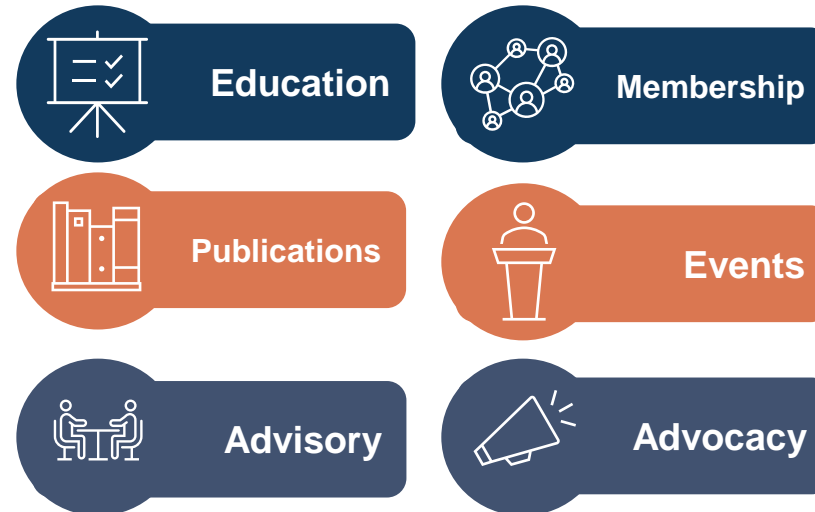 Education
Membership
Publications
Events
Advisory
Advocacy